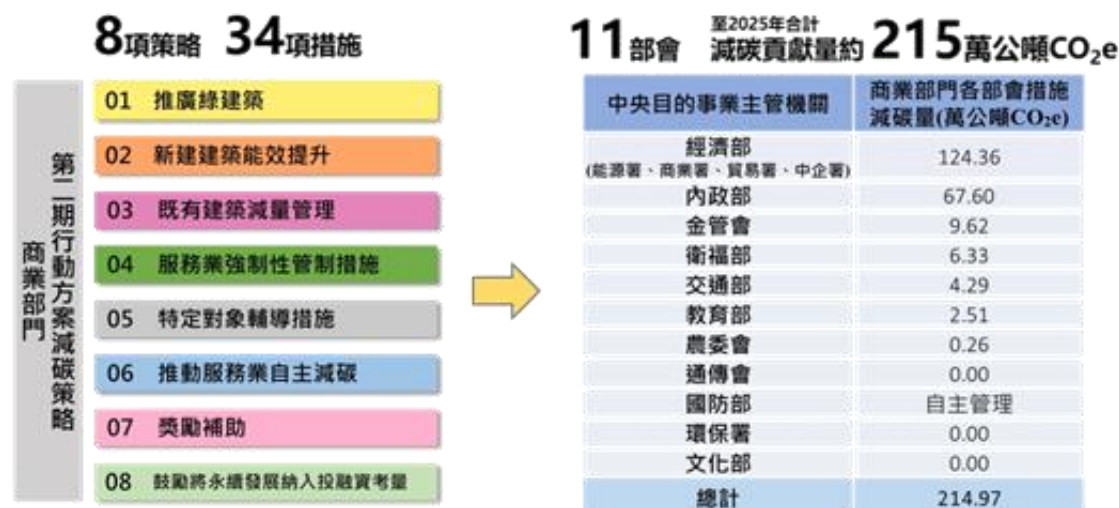 8項策略 34項措施
商業部門
第二期行動方案減碳策略
01 推廣綠建築
02 新建建築能效提升
03 既有建築減量管理
04 服務業強制性管制措施
05 特定對象輔導措施
06 推動服務業自主減碳
07 獎勵補助
08 鼓勵將永續發展納入投融資考量
11部會 至2025年合計減碳貢獻量約215萬公噸CO₂e
中央目的事業主管機關 商業部門各部會措施減碳量(萬公噸CO₂e)
經濟部 124.36
(能源署、商業署、貿易署、中企署)
內政部 67.60
金管會 9.62
衛福部 6.33
交通部 4.29
教育部 2.51
農委會 0.26
通傳會 0.00
國防部 自主管理
環保署 0.00
文化部 0.00
總計 214.97